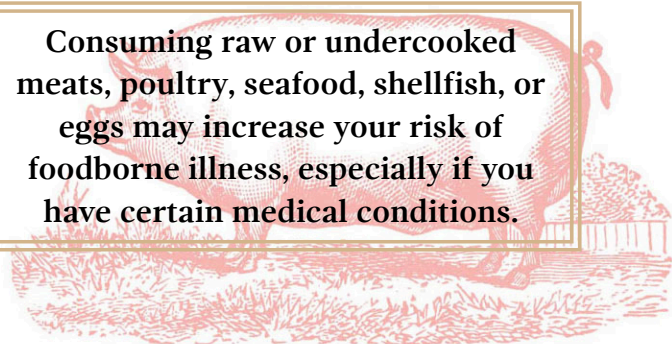 Consuming raw or undercooked
meats, poultry, seafood, shellfish, or
eggs may increase your risk of
foodborne illness, especially if you
have certain medical conditions.